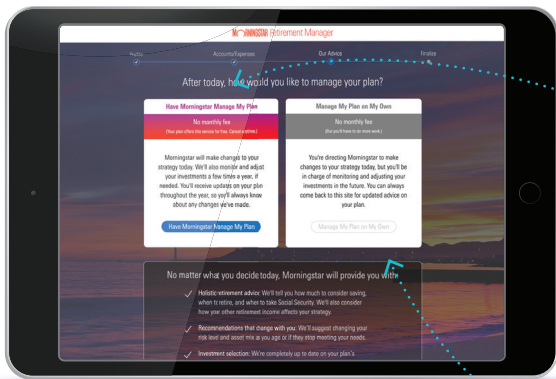 MORNINGSTAR Retirement Manager
Profile Accounts/Expenses Our Advice Finalize
After today, how would you like to manage your plan?
Have Morningstar Manage My Plan
No monthly fee
(Your plan offers this service for free. Cancel anytime.)
Morningstar will make changes to your
strategy today. We'll also monitor and adjust
your investments a few times a year, if
needed. You'll receive updates on your plan
throughout the year, so you'll always know
about any changes we've made.
Have Morningstar Manage My Plan
Manage My Plan on My Own
No monthly fee
(But you'll have to do more work.)
You're directing Morningstar to make
changes to your strategy today, but you'll be
in charge of monitoring and adjusting your
investments in the future. You can always
come back to this site for updated advice on
your plan.
Manage My Plan on My Own
No matter what you decide today, Morningstar will provide you with:
Holistic retirement advice: We'll tell you how much to consider saving,
when to retire, and when to take Social Security. We'll also consider
how your other retirement income affects your strategy.
Recommendations that change with you: We'll suggest changing your
risk level and asset mix as you age or if they stop meeting your needs.
Investment selection: We're completely up to date on your plan's